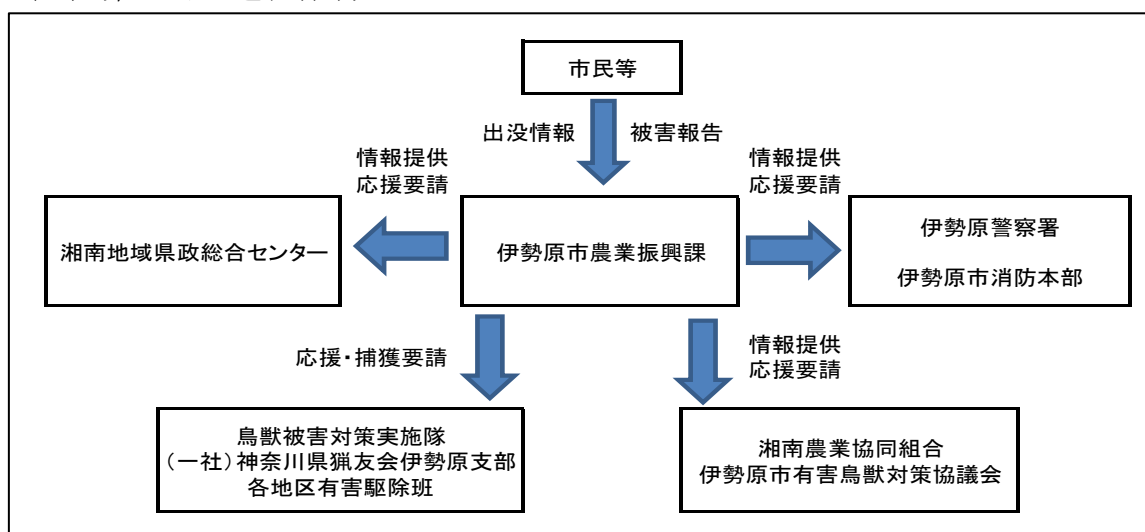 市民等
出没情報
被害報告
情報提供
応援要請
情報提供
応援要請
湘南地域県政総合センター
伊勢原市農業振興課
伊勢原警察署
伊勢原市消防本部
応援・捕獲要請
情報提供
応援要請
鳥獣被害対策実施隊
(一社)神奈川県猟友会伊勢原支部
各地区有害駆除班
湘南農業協同組合
伊勢原市有害鳥獣対策協議会